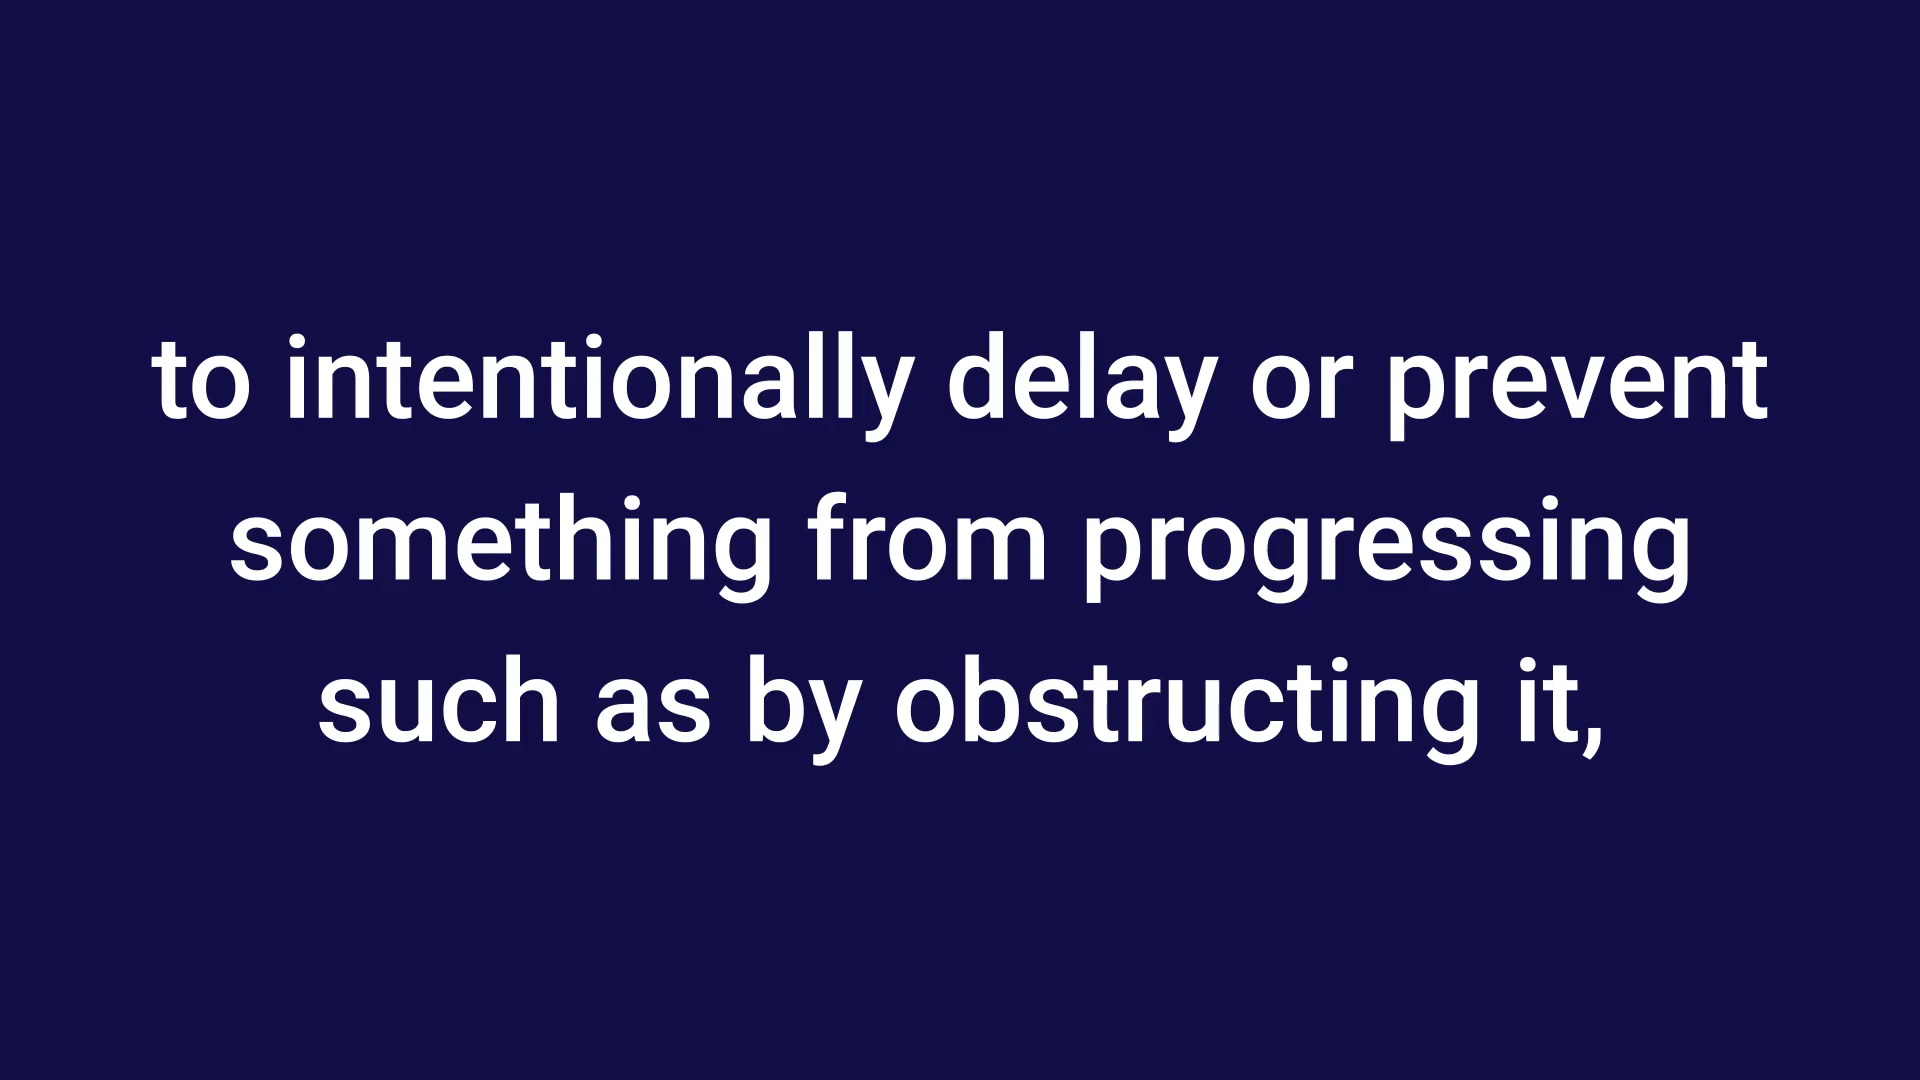 to intentionally delay or prevent
something from progressing
such as by obstructing it,